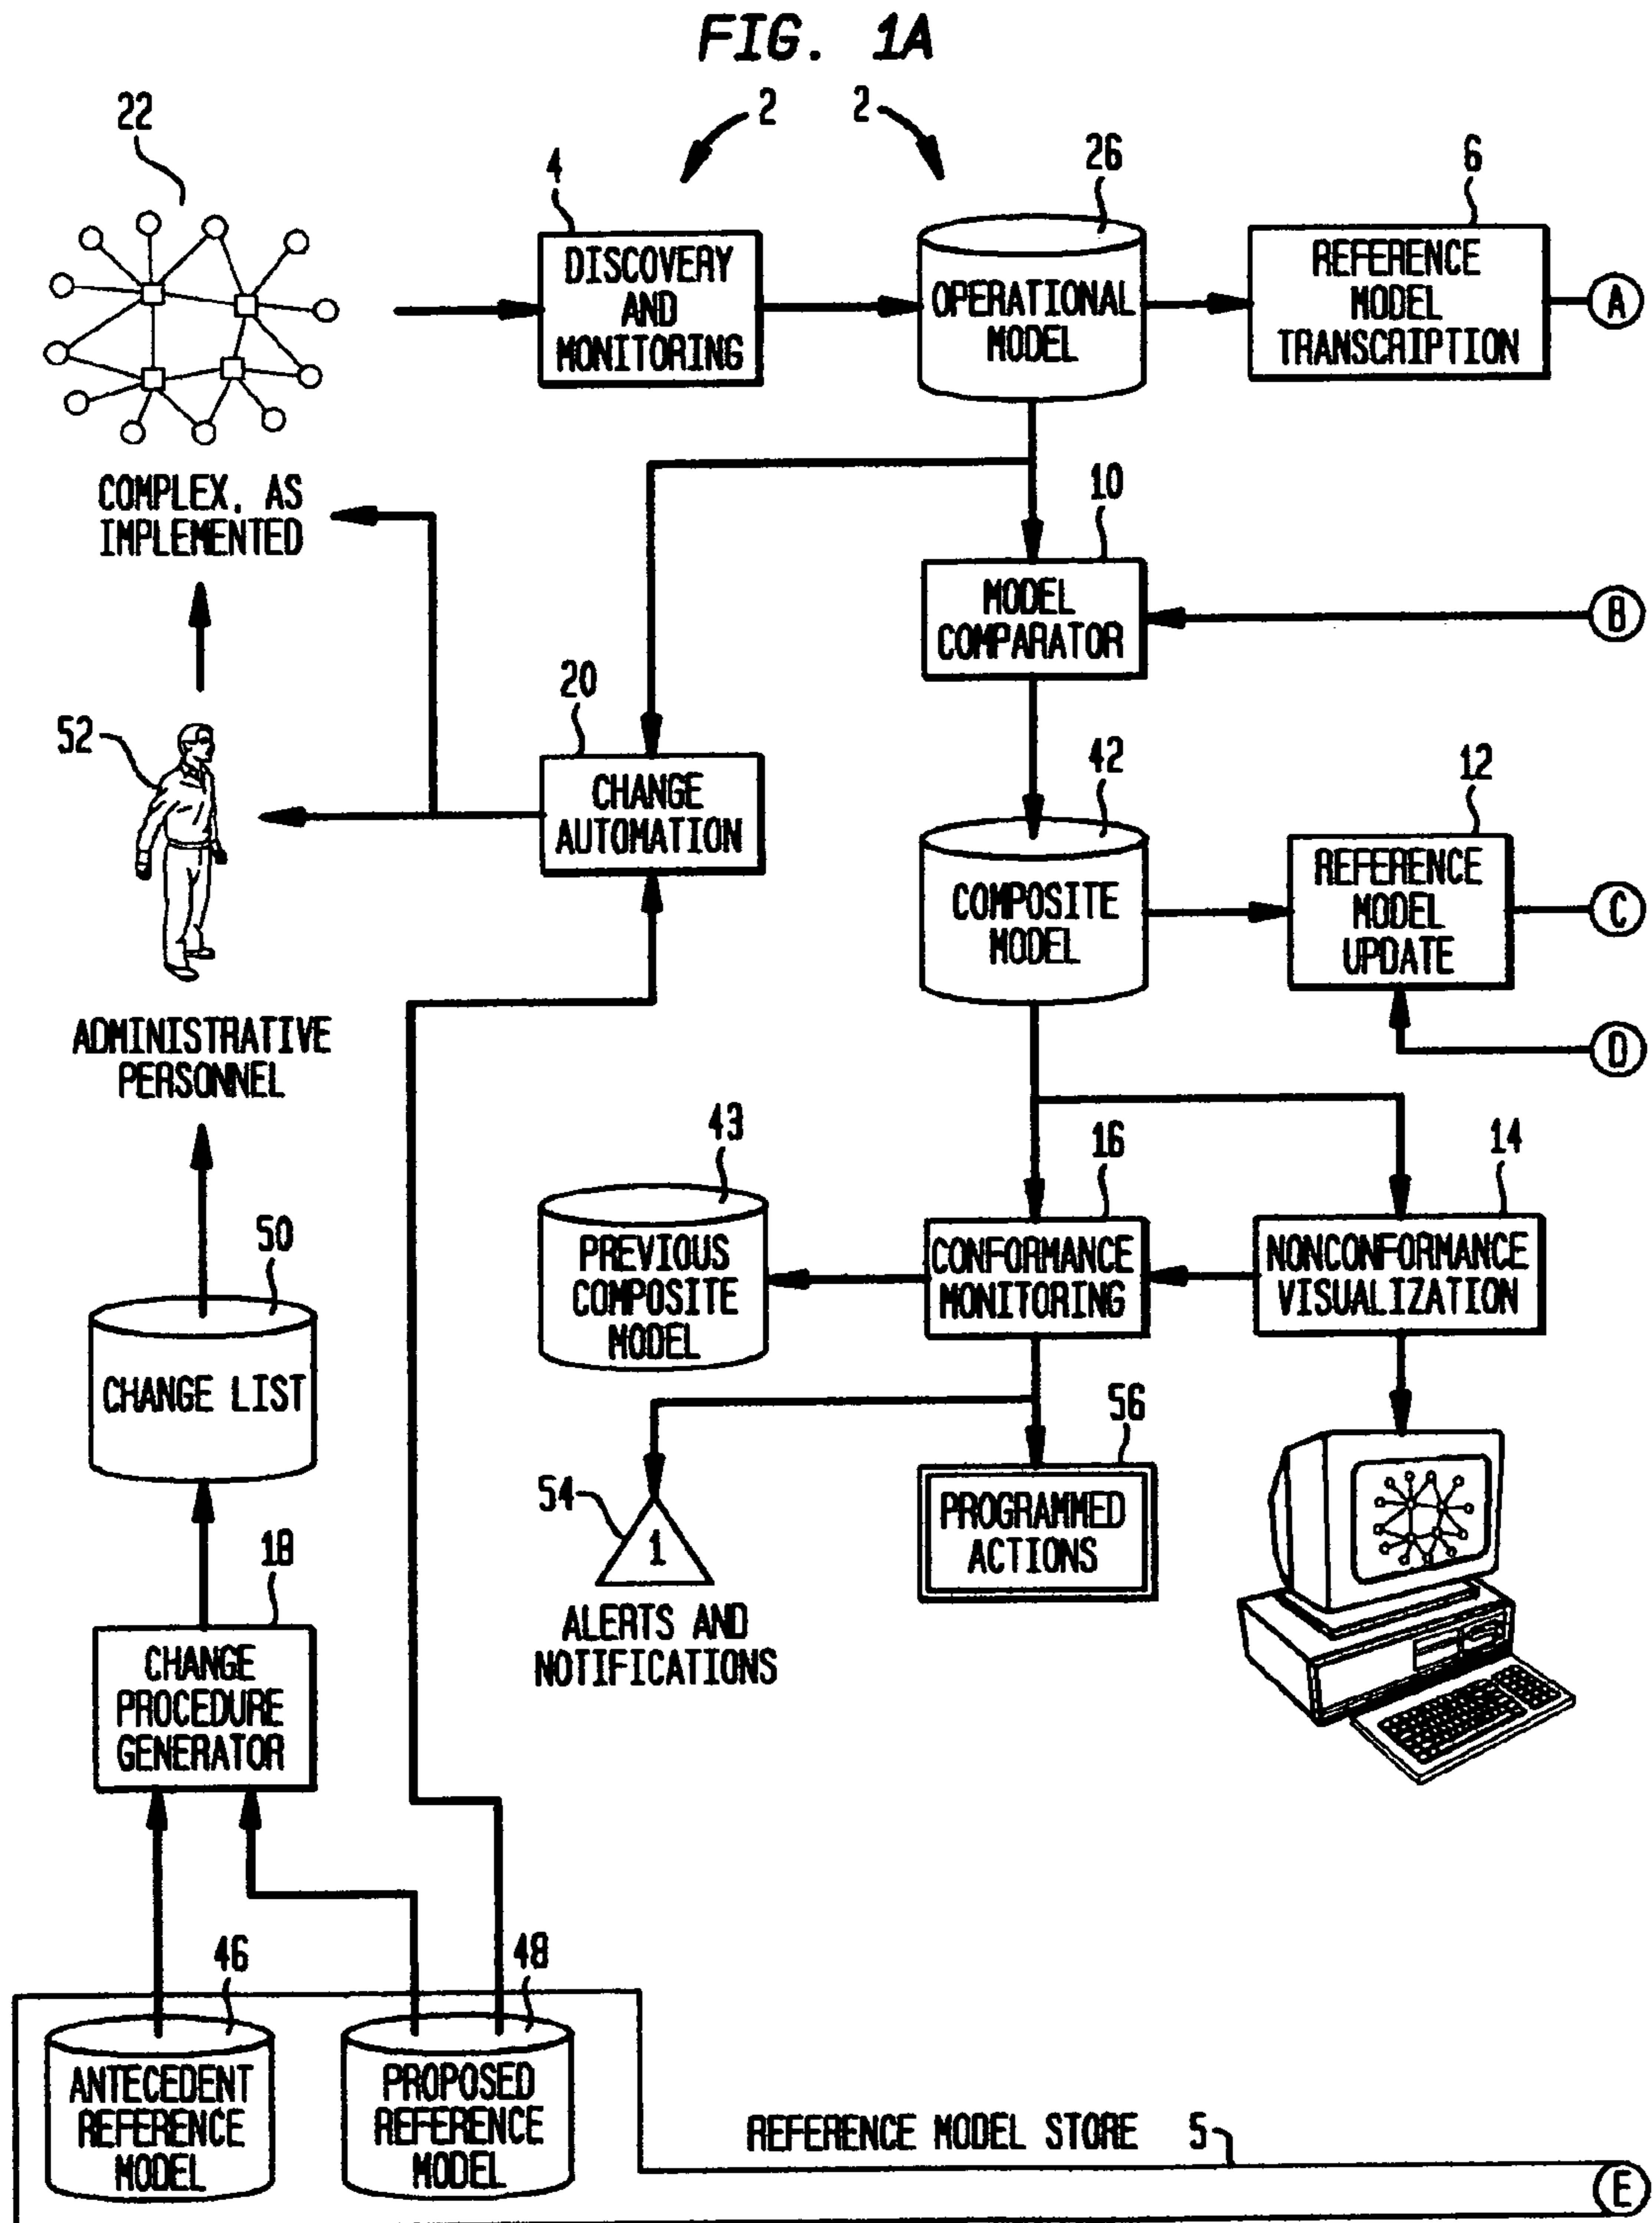 FIG. 1A
22
2
2
4
26
6
DISCOVERY
AND
MONITORING
OPERATIONAL
MODEL
REFERENCE
MODEL
TRANSCRIPTION
A
COMPLEX, AS
IMPLEMENTED
10
MODEL
COMPARATOR
B
52
20
CHANGE
AUTOMATION
42
COMPOSITE
MODEL
12
REFERENCE
MODEL
UPDATE
C
D
ADMINISTRATIVE
PERSONNEL
43
PREVIOUS
COMPOSITE
MODEL
16
CONFORMANCE
MONITORING
14
NONCONFORMANCE
VISUALIZATION
50
CHANGE LIST
54
1
ALERTS AND
NOTIFICATIONS
56
PROGRAMMED
ACTIONS
18
CHANGE
PROCEDURE
GENERATOR
46
ANTECEDENT
REFERENCE
MODEL
48
PROPOSED
REFERENCE
MODEL
REFERENCE MODEL STORE 5
E